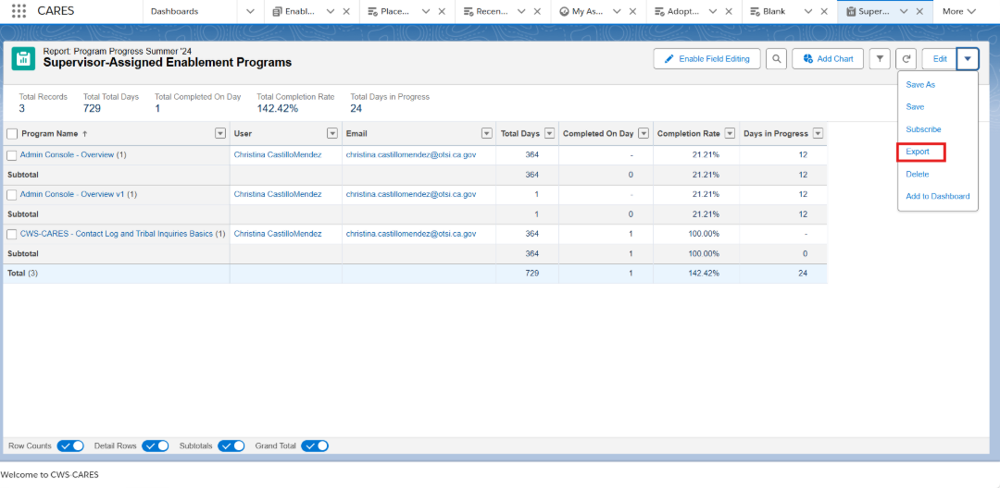 CARES Dashboards Enabl... Place... Recen... My As... Adopt... Blank Super... More
Report: Program Progress Summer '24
Supervisor-Assigned Enablement Programs
Enable Field Editing Add Chart Edit
Total Records Total Total Days Total Completed On Day Total Completion Rate Total Days in Progress
3 729 1 142.42% 24
Save As
Save
Subscribe
Export
Delete
Add to Dashboard
Program Name ↑ User Email Total Days Completed On Day Completion Rate Days in Progress
Admin Console - Overview (1) Christina CastilloMendez christina.castillomendez@otsi.ca.gov 364 - 21.21% 12
Subtotal 364 0 21.21% 12
Admin Console - Overview v1 (1) Christina CastilloMendez christina.castillomendez@otsi.ca.gov 1 - 21.21% 12
Subtotal 1 0 21.21% 12
CWS-CARES - Contact Log and Tribal Inquiries Basics (1) Christina CastilloMendez christina.castillomendez@otsi.ca.gov 364 1 100.00% -
Subtotal 364 1 100.00% 0
Total (3) 729 1 142.42% 24
Row Counts Detail Rows Subtotals Grand Total
Welcome to CWS-CARES